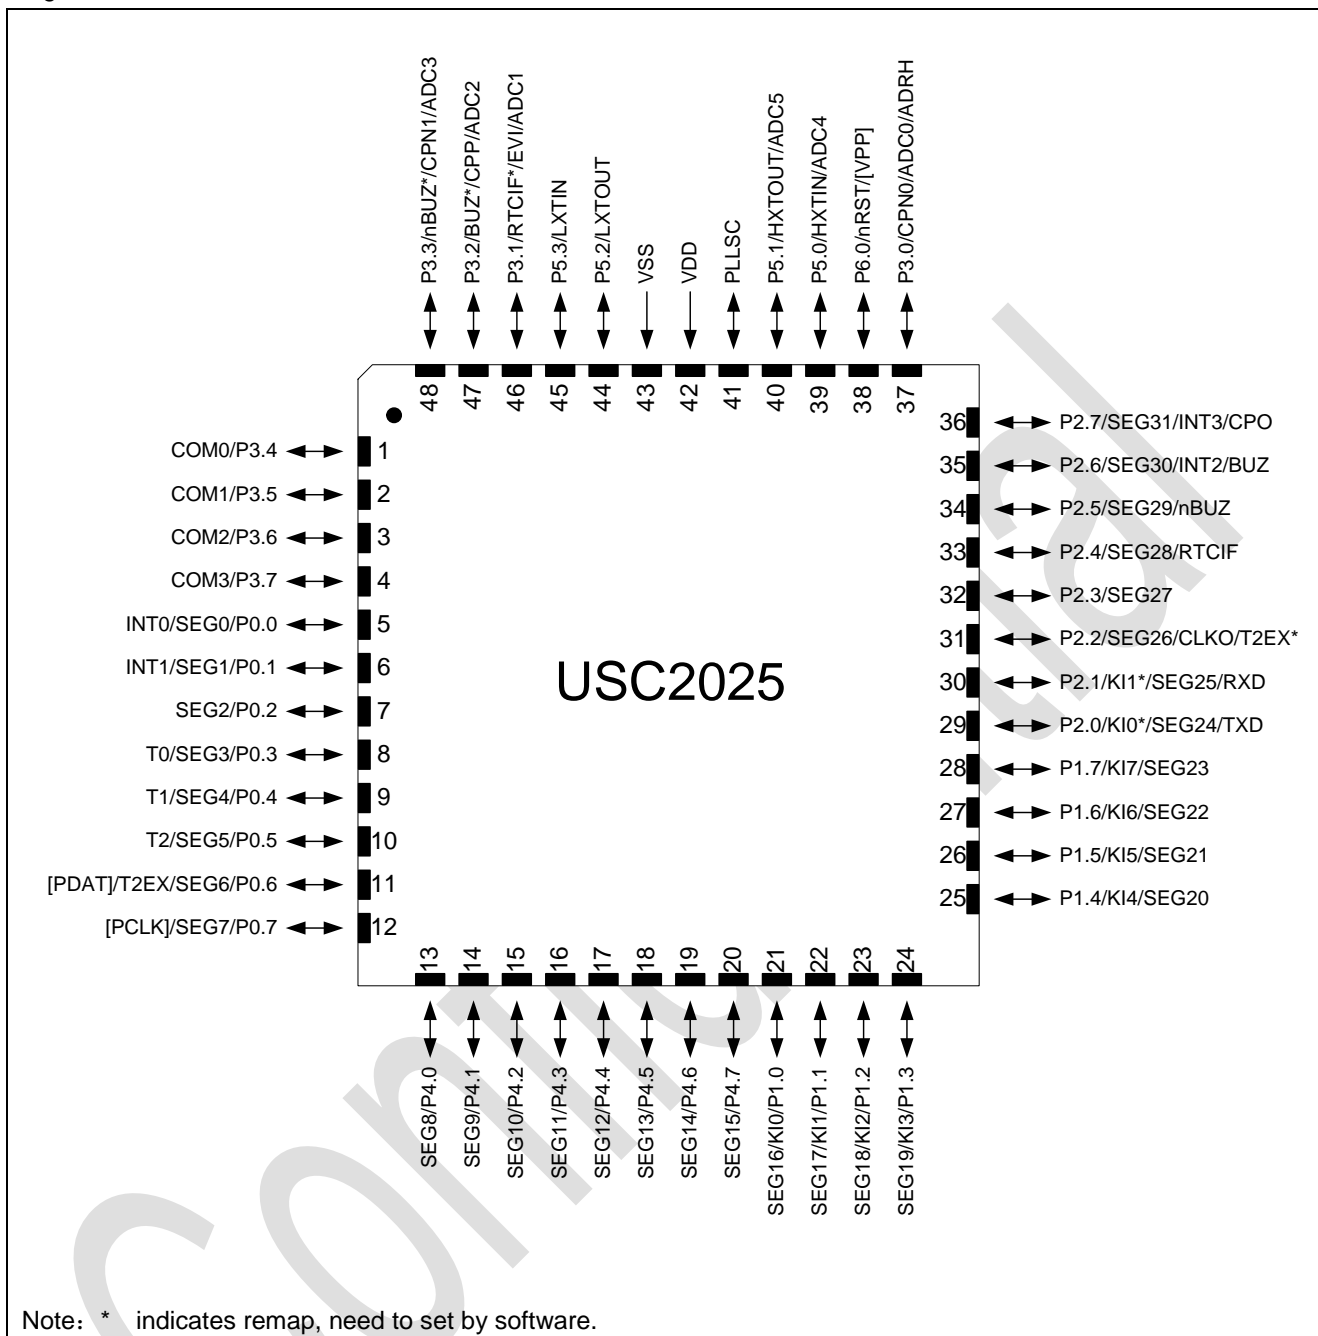 P3.3/nBUZ*/CPN1/ADC3
P3.2/BUZ*/CPP/ADC2
P3.1/RTCIF*/EVI/ADC1
P5.3/LXTIN
P5.2/LXTOUT
VSS
VDD
PLLSC
P5.1/HXTOUT/ADC5
P5.0/HXTIN/ADC4
P6.0/nRST/[VPP]
P3.0/CPN0/ADC0/ADRH
48
47
46
45
44
43
42
41
40
39
38
37
COM0/P3.4 1
COM1/P3.5 2
COM2/P3.6 3
COM3/P3.7 4
INT0/SEG0/P0.0 5
INT1/SEG1/P0.1 6
SEG2/P0.2 7
T0/SEG3/P0.3 8
T1/SEG4/P0.4 9
T2/SEG5/P0.5 10
[PDAT]/T2EX/SEG6/P0.6 11
[PCLK]/SEG7/P0.7 12
USC2025
36 P2.7/SEG31/INT3/CPO
35 P2.6/SEG30/INT2/BUZ
34 P2.5/SEG29/nBUZ
33 P2.4/SEG28/RTCIF
32 P2.3/SEG27
31 P2.2/SEG26/CLKO/T2EX*
30 P2.1/KI1*/SEG25/RXD
29 P2.0/KI0*/SEG24/TXD
28 P1.7/KI7/SEG23
27 P1.6/KI6/SEG22
26 P1.5/KI5/SEG21
25 P1.4/KI4/SEG20
13
14
15
16
17
18
19
20
21
22
23
24
SEG8/P4.0
SEG9/P4.1
SEG10/P4.2
SEG11/P4.3
SEG12/P4.4
SEG13/P4.5
SEG14/P4.6
SEG15/P4.7
SEG16/KI0/P1.0
SEG17/KI1/P1.1
SEG18/KI2/P1.2
SEG19/KI3/P1.3
Note：* indicates remap, need to set by software.